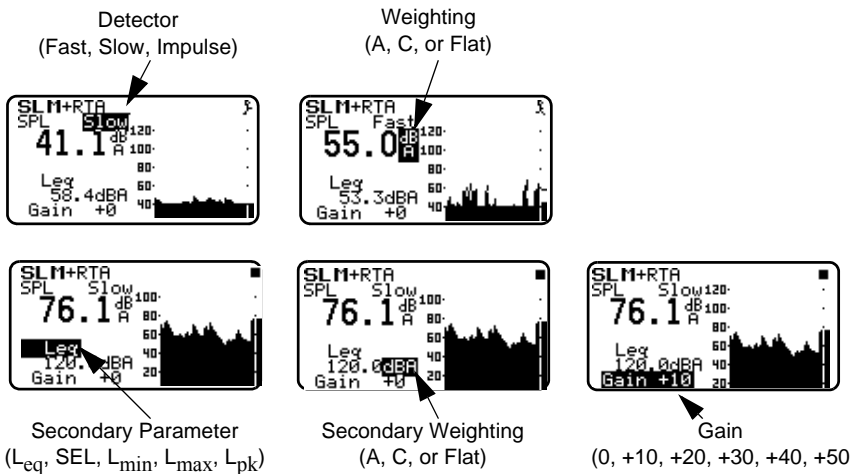 Detector
(Fast, Slow, Impulse)
Weighting
(A, C, or Flat)
SLM+RTA
SPL Slow
41.1 dB A
120
100
80
60
40
Leq
58.4dBA
Gain +0
SLM+RTA
SPL Fast
55.0 dB A
120
100
80
60
40
Leq
53.3dBA
Gain +0
SLM+RTA
SPL Slow
76.1 dB A
100
80
60
40
20
Leq
120. dBA
Gain +0
SLM+RTA
SPL Slow
76.1 dB A
100
80
60
40
20
Leq
120.0dBA
Gain +0
SLM+RTA
SPL Slow
76.1 dB A
120
100
80
60
40
20
Leq
120.0dBA
Gain +10
Secondary Parameter
(Leq, SEL, Lmin, Lmax, Lpk)
Secondary Weighting
(A, C, or Flat)
Gain
(0, +10, +20, +30, +40, +50